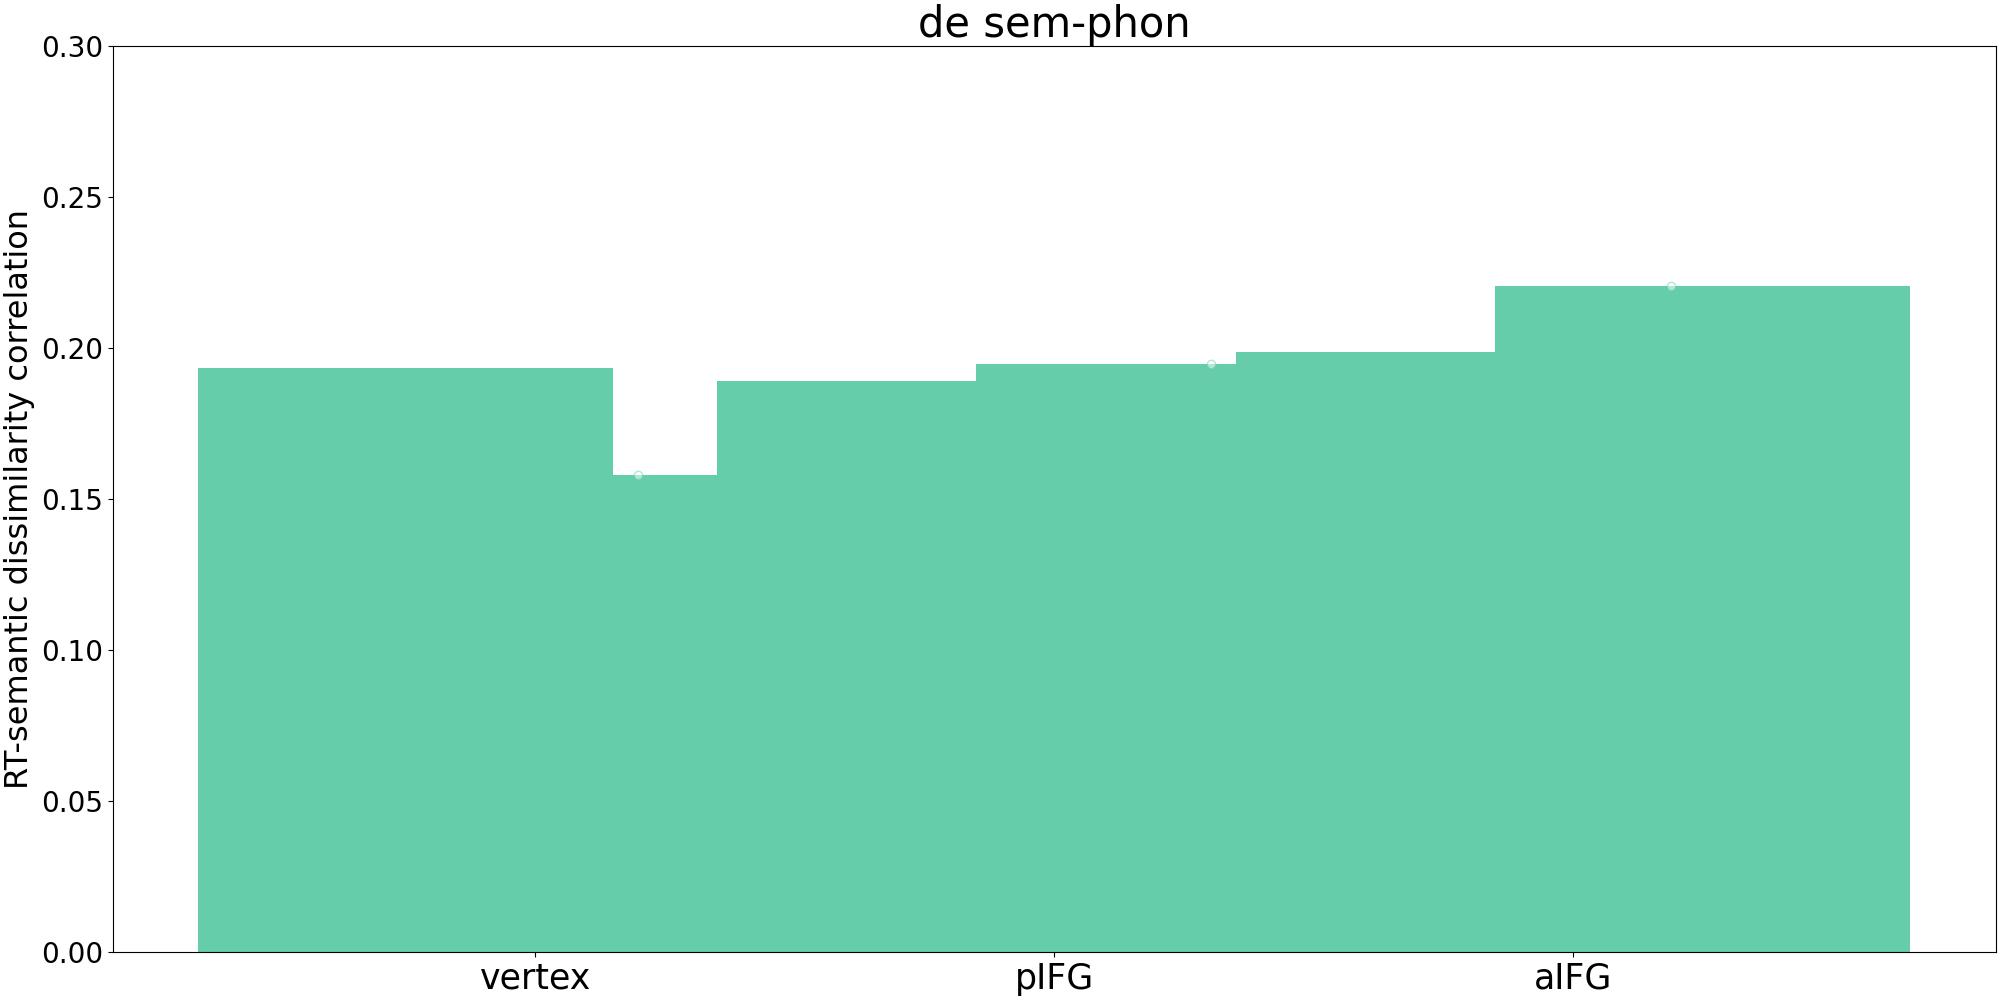 de sem-phon
RT-semantic dissimilarity correlation
0.30
0.25
0.20
0.15
0.10
0.05
0.00
vertex
pIFG
aIFG